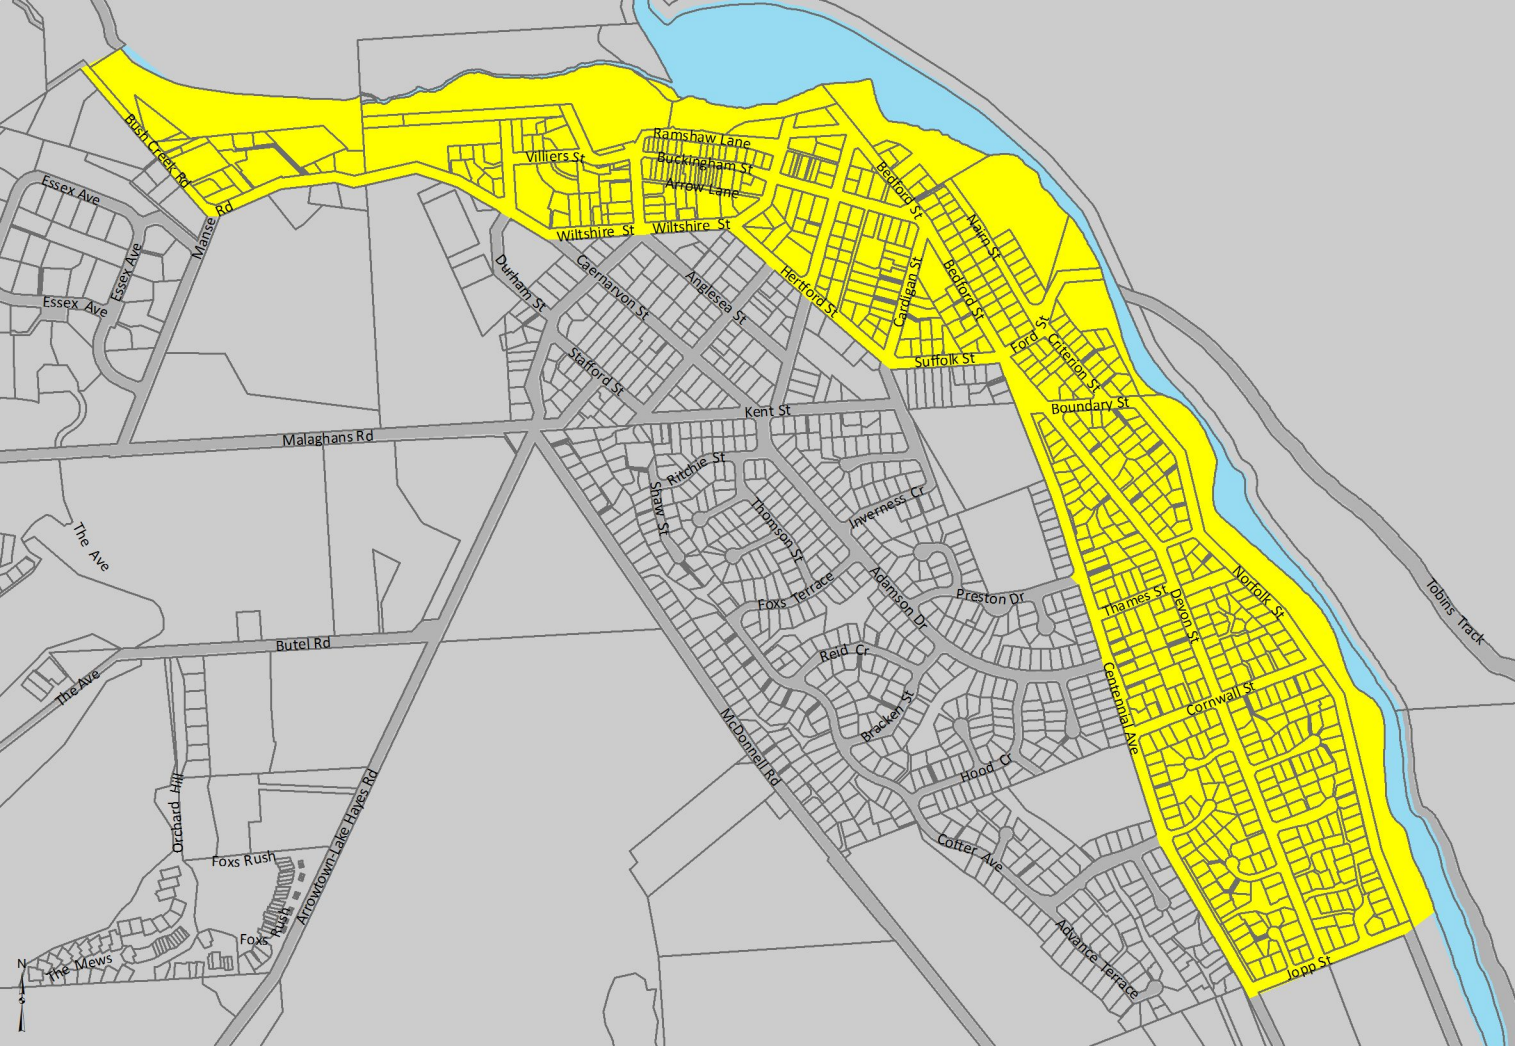 Ramshaw Lane
Bush Creek Rd
Villiers St
Buckingham St
Arrow Lane
Bedford St
Essex Ave
Rd
Manse
Wiltshire St
Wiltshire St
Nairn St
Essex Ave
Durham St
Caernarvon St
Anglesea St
Hertford St
Cardigan St
Bedford St
Essex Ave
Ford St
Criterion St
Suffolk St
Stafford St
Boundary St
Kent St
Malaghans Rd
Ritchie St
Shaw St
Thomson St
Inverness Cr
The Ave
Foxs Terrace
Adamson Dr
Preston Dr
Thames St
Devon St
Norfolk St
Tobins Track
Butel Rd
Reid Cr
The Ave
Bracken St
Centennial Ave
Cornwall St
McDonnell Rd
Hood Cr
Orchard Hill
Arrowtown-Lake Hayes Rd
Foxs Rush
Cotter Ave
Foxs Rush
Advance Terrace
The Mews
Jopp St
N